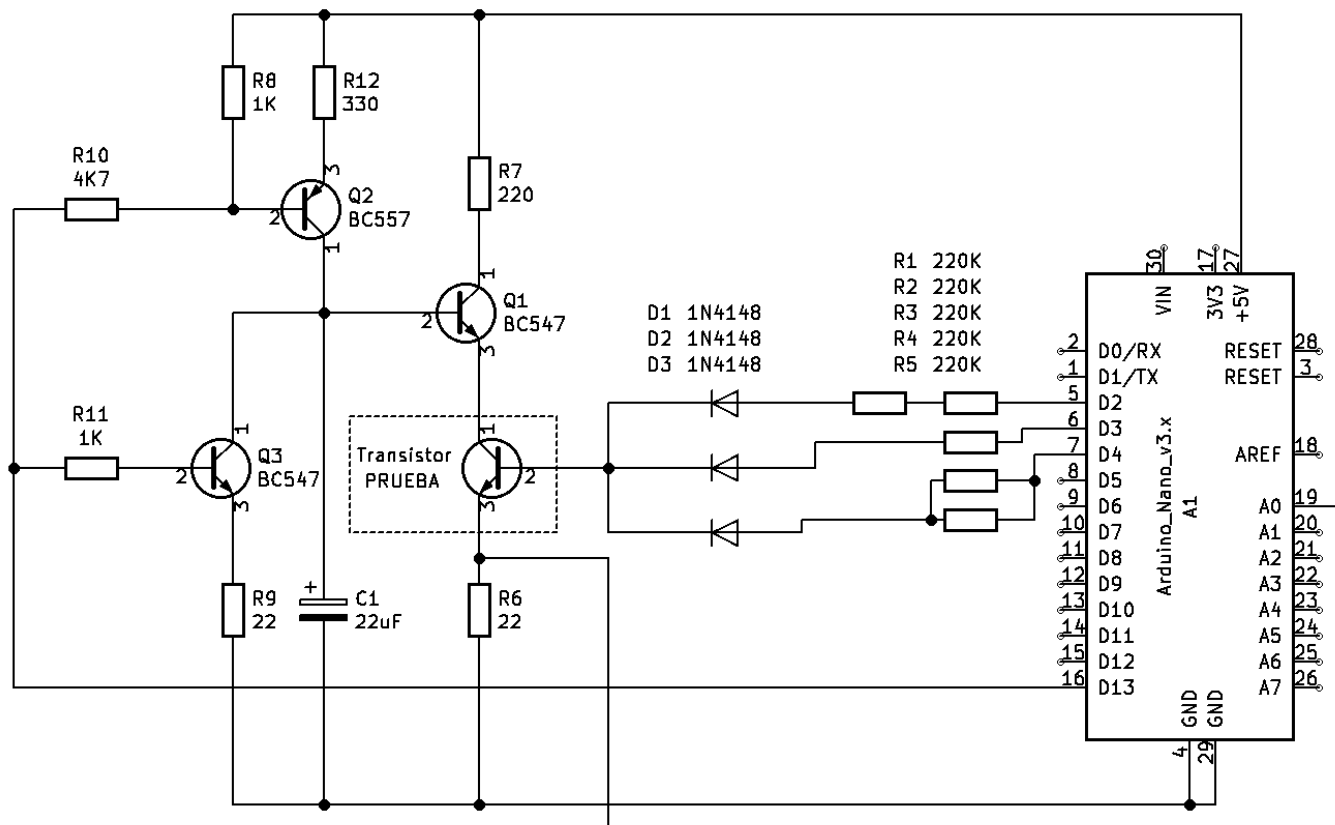 R8
1K
R12
330
R10
4K7
3
Q2
BC557
2
1
R7
220
1
Q1
BC547
2
3
R11
1K
1
Q3
BC547
2
3
Transistor
PRUEBA
1
2
3
R9
22
+
C1
22uF
R6
22
D1 1N4148
D2 1N4148
D3 1N4148
R1 220K
R2 220K
R3 220K
R4 220K
R5 220K
30
17
27
VIN
3V3
+5V
2 D0/RX
1 D1/TX
5 D2
6 D3
7 D4
8 D5
9 D6
10 D7
11 D8
12 D9
13 D10
14 D11
15 D12
16 D13
Arduino_Nano_v3.x
A1
RESET 28
RESET 3
AREF 18
A0 19
A1 20
A2 21
A3 22
A4 23
A5 24
A6 25
A7 26
GND
GND
4
29